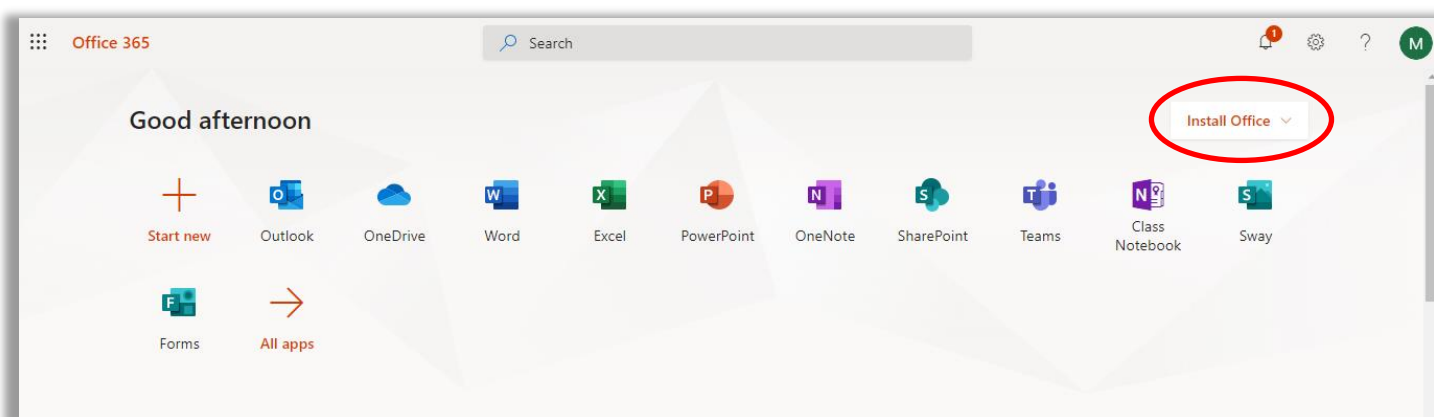 Office 365
Search
1
?
M
Good afternoon
Install Office
O
W
X
P
N
S
T
N
S
Start new
Outlook
OneDrive
Word
Excel
PowerPoint
OneNote
SharePoint
Teams
Class
Notebook
Sway
F
Forms
All apps